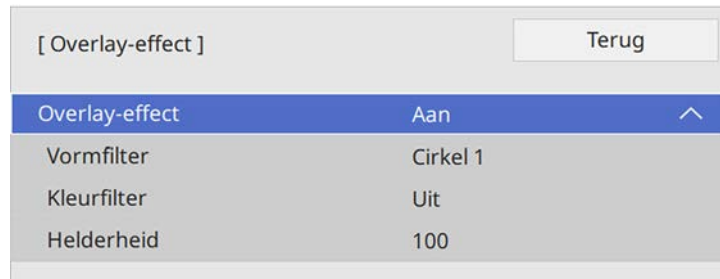 [ Overlay-effect ] Terug
Overlay-effect Aan
Vormfilter Cirkel 1
Kleurfilter Uit
Helderheid 100